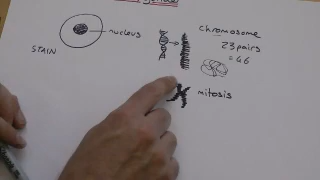 nucleus
chromosome
23 pairs
= 46
STAIN
mitosis